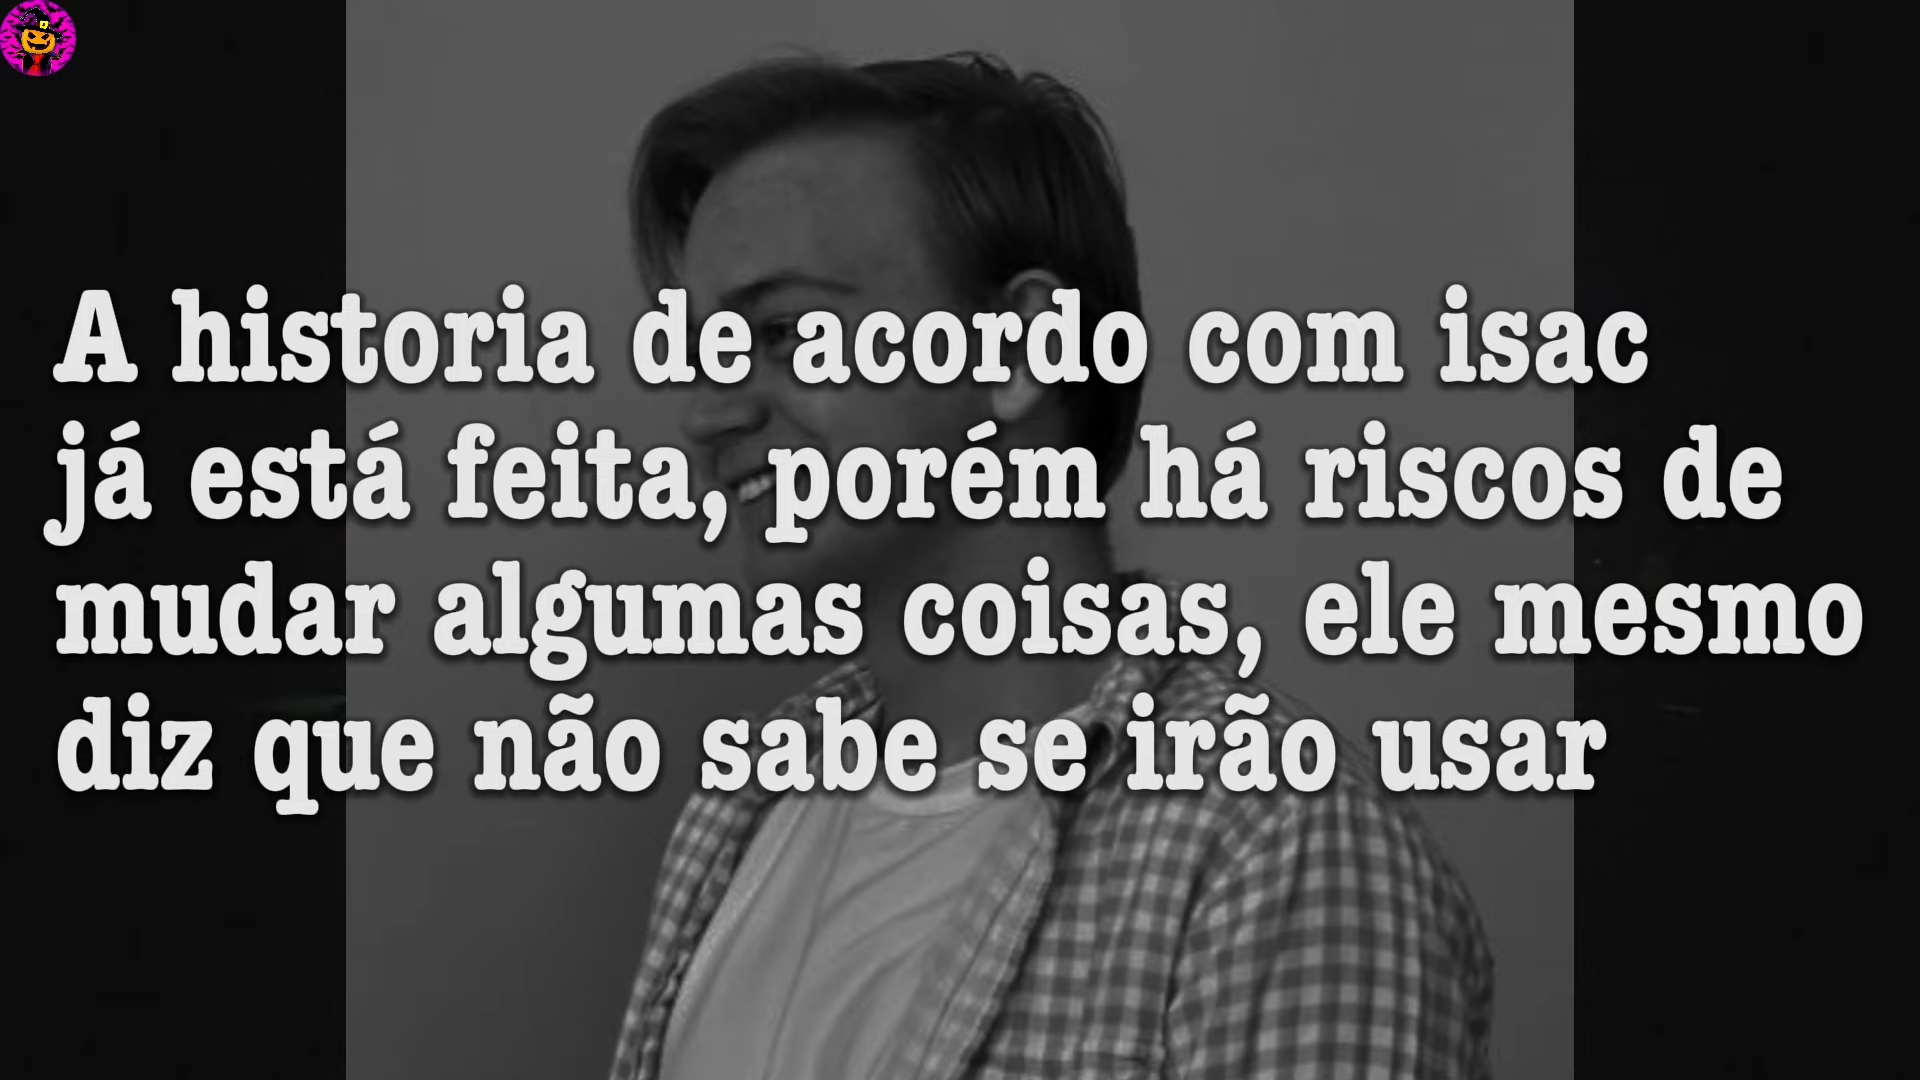 A historia de acordo com isac
já está feita, porém há riscos de
mudar algumas coisas, ele mesmo
diz que não sabe se irão usar